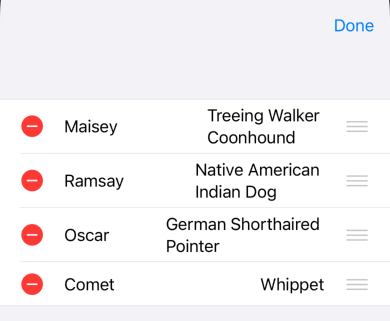 Done
Maisey
Treeing Walker
Coonhound
Ramsay
Native American
Indian Dog
Oscar
German Shorthaired
Pointer
Comet
Whippet